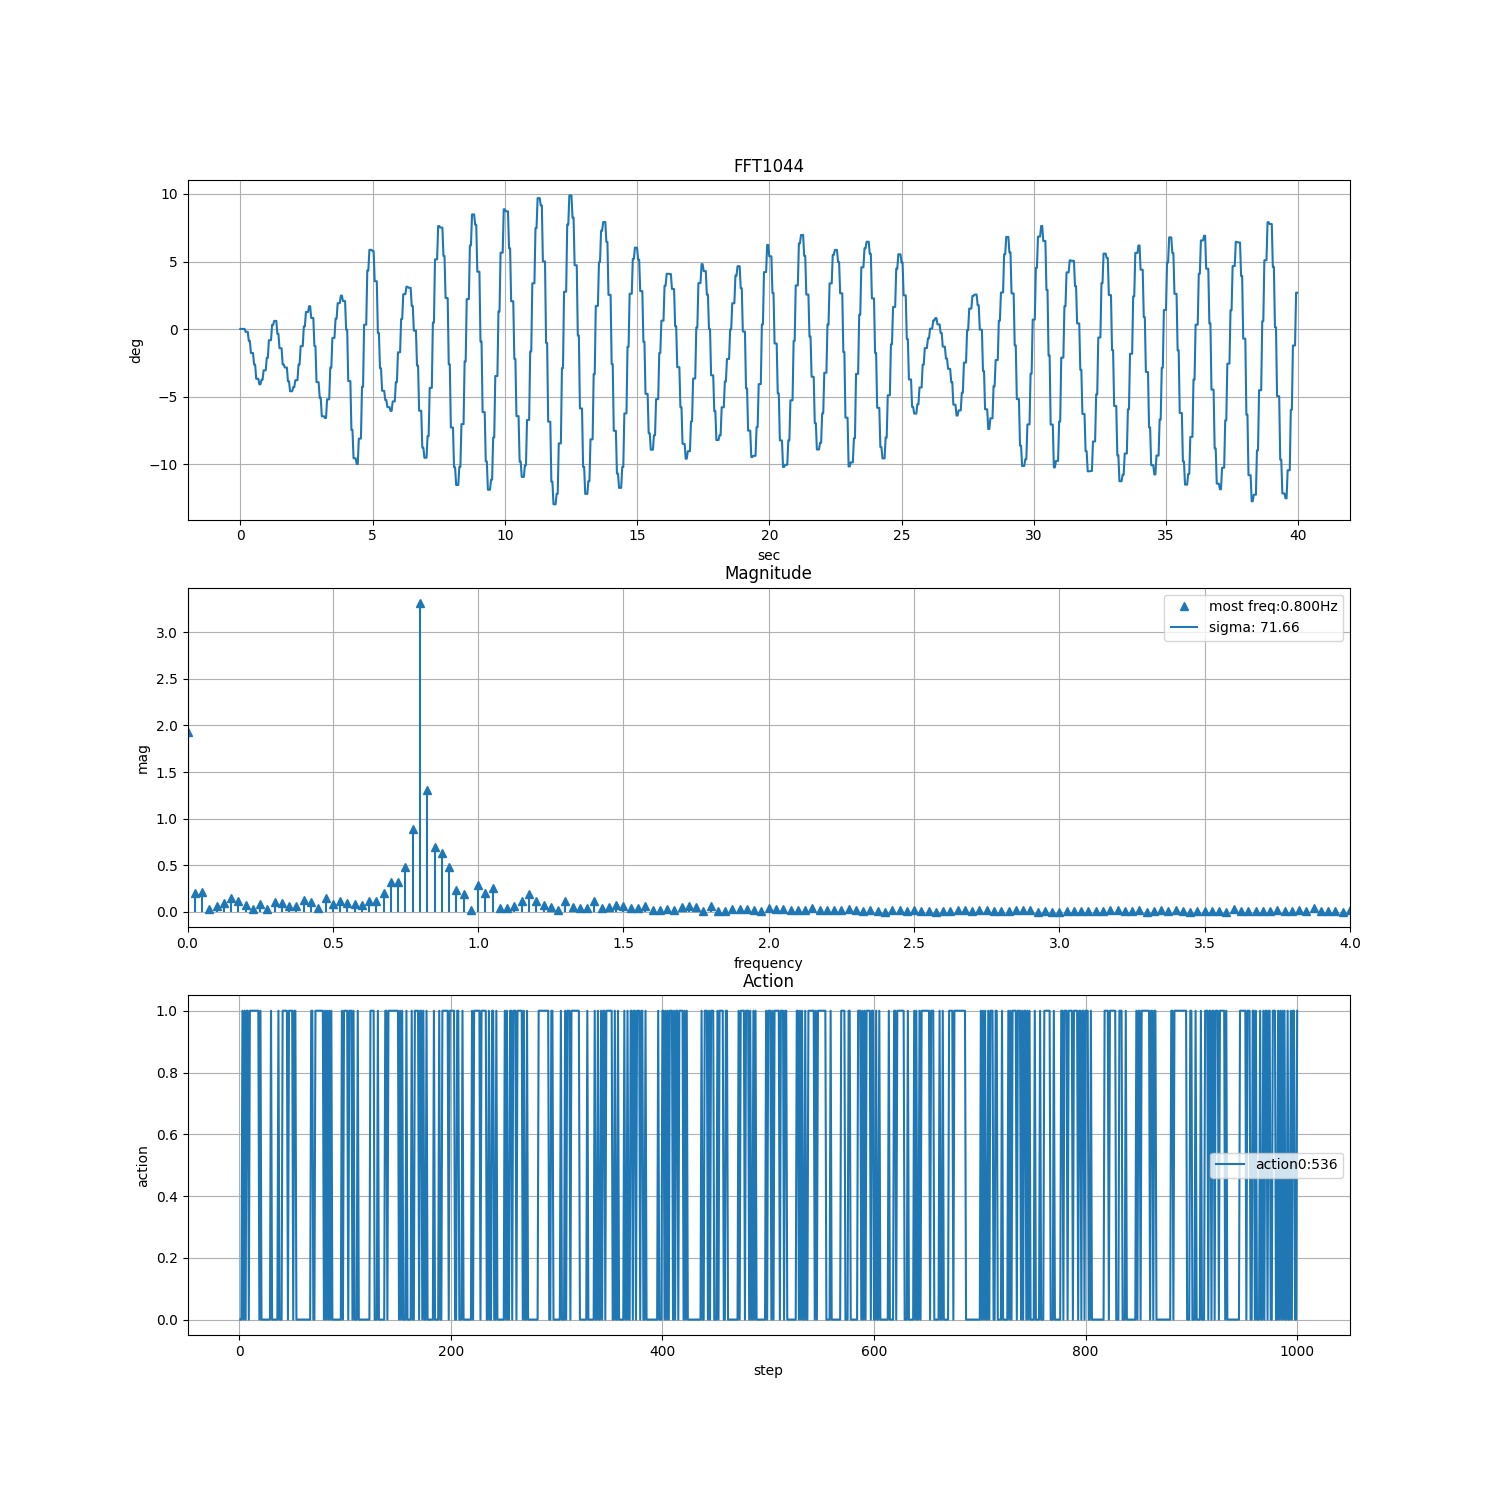 FFT1044
10
5
0
−5
−10
deg
0 5 10 15 20 25 30 35 40
sec
Magnitude
most freq:0.800Hz
sigma: 71.66
3.0
2.5
2.0
1.5
1.0
0.5
0.0
mag
0.0 0.5 1.0 1.5 2.0 2.5 3.0 3.5 4.0
frequency
Action
1.0
0.8
0.6
0.4
0.2
0.0
action
action0:536
0 200 400 600 800 1000
step